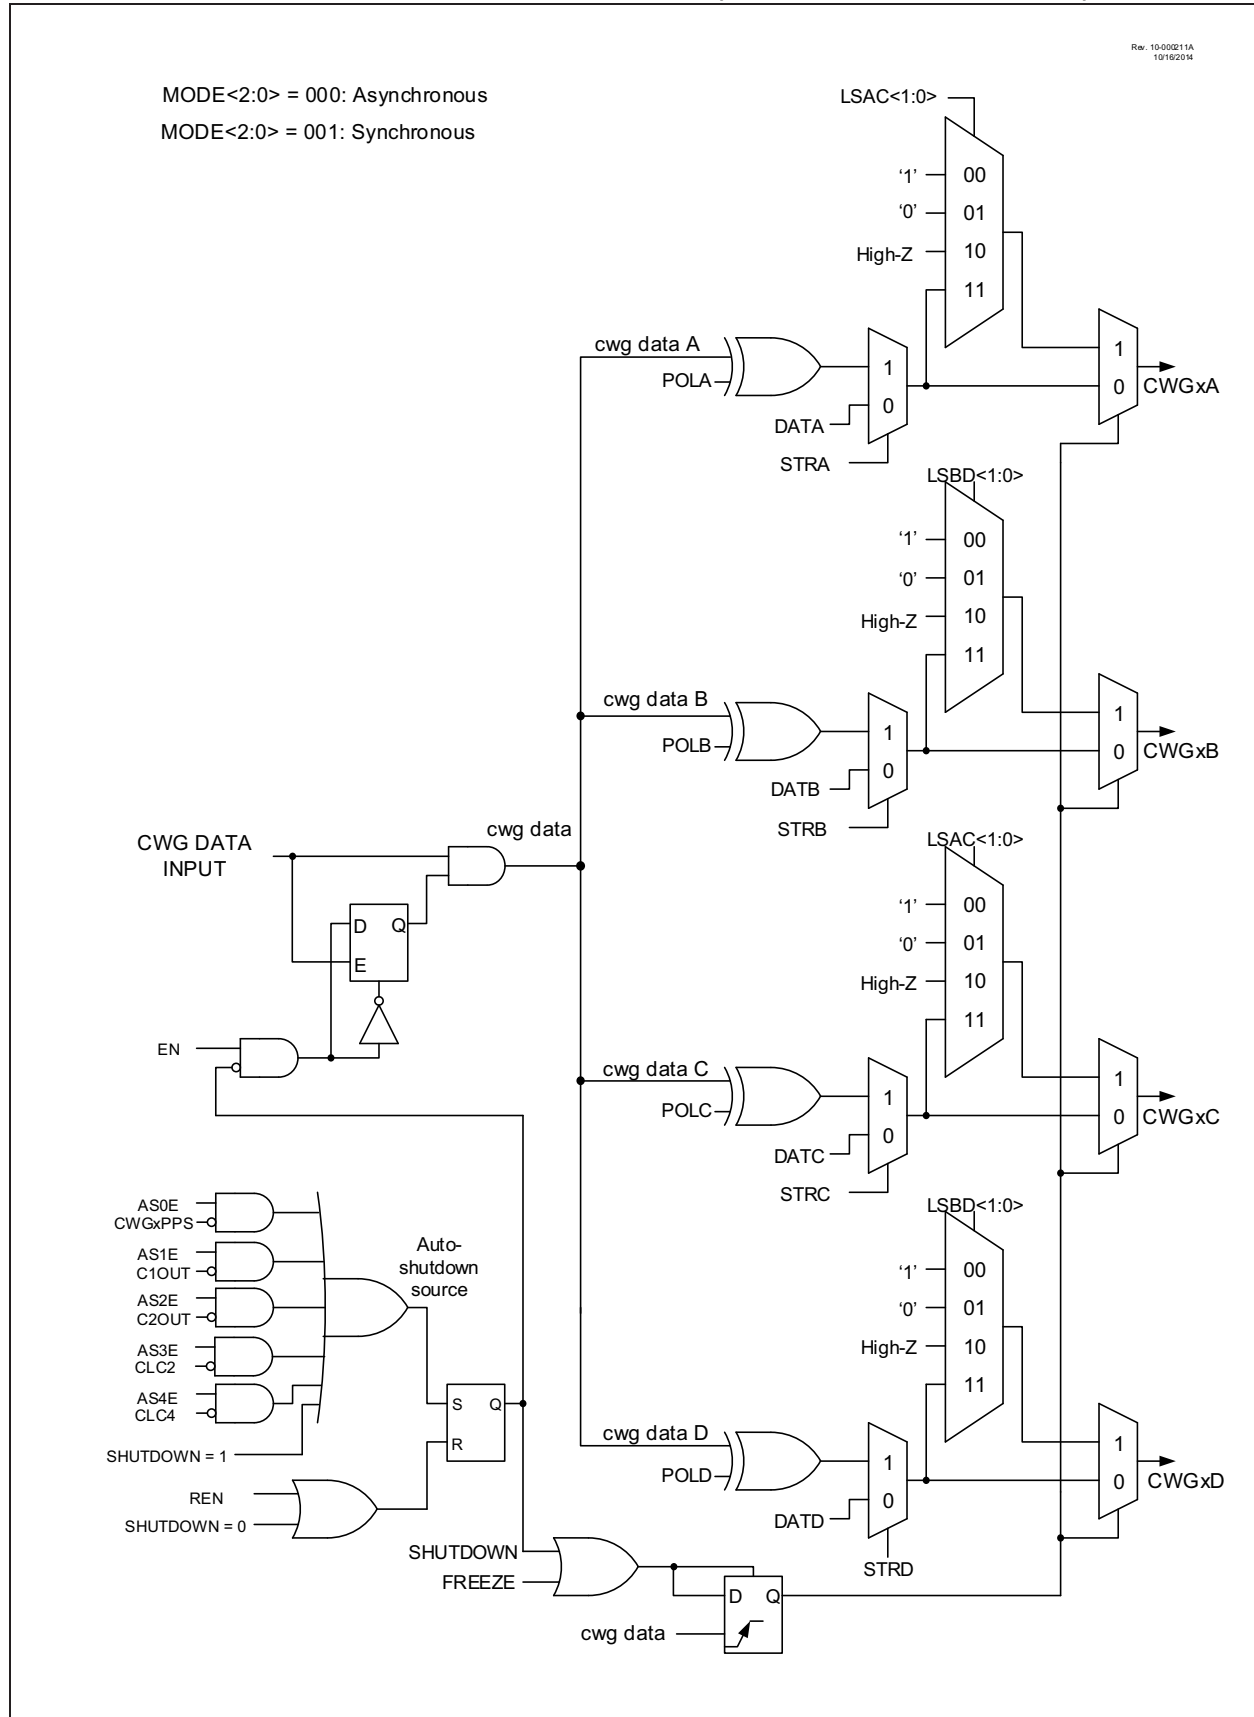 Rev. 10-000211A
10/16/2014
MODE<2:0> = 000: Asynchronous
MODE<2:0> = 001: Synchronous
LSAC<1:0>
‘1’
00
‘0’
01
High-Z
10
11
cwg data A
POLA
1
0
DATA
STRA
1
0
CWGxA
LSBD<1:0>
‘1’
00
‘0’
01
High-Z
10
11
cwg data B
POLB
1
0
DATB
STRB
1
0
CWGxB
CWG DATA
INPUT
cwg data
D
Q
E
EN
LSAC<1:0>
‘1’
00
‘0’
01
High-Z
10
11
cwg data C
POLC
1
0
DATC
STRC
1
0
CWGxC
AS0E
CWGxPPS
AS1E
C1OUT
AS2E
C2OUT
AS3E
CLC2
AS4E
CLC4
SHUTDOWN = 1
Auto-
shutdown
source
S
Q
R
REN
SHUTDOWN = 0
LSBD<1:0>
‘1’
00
‘0’
01
High-Z
10
11
cwg data D
POLD
1
0
DATD
STRD
1
0
CWGxD
SHUTDOWN
FREEZE
D
Q
cwg data